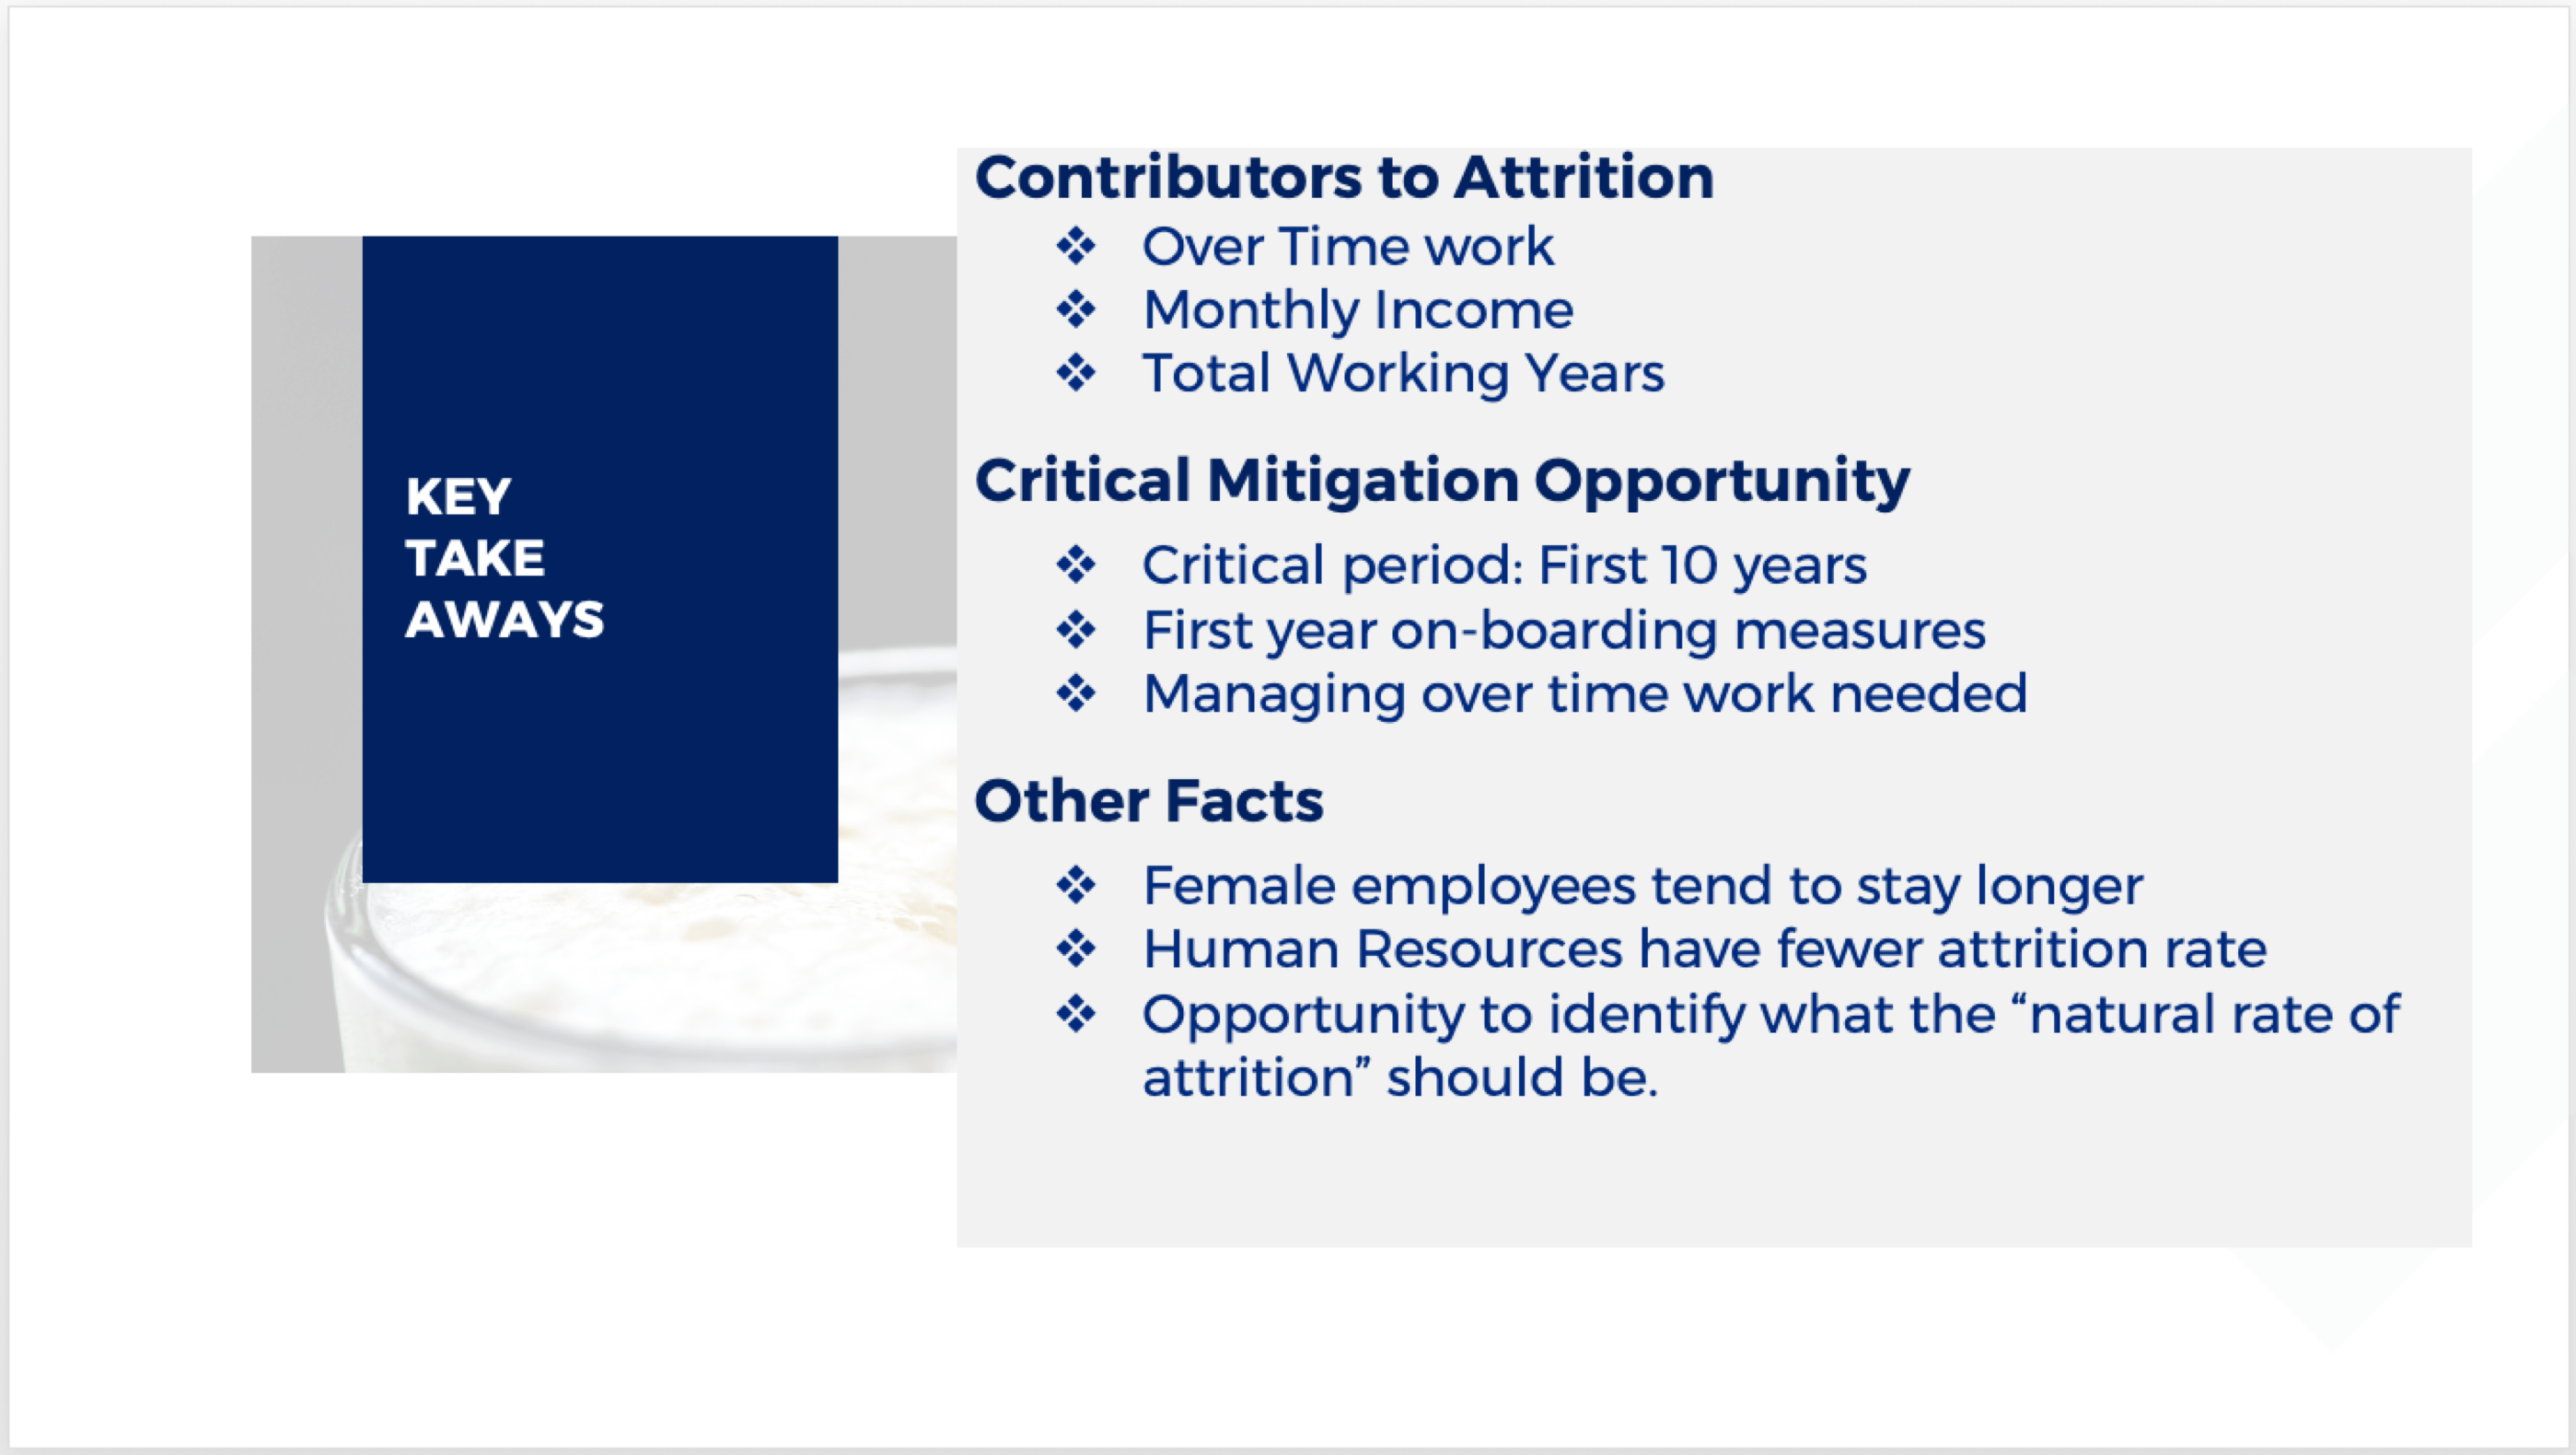 KEY
TAKE
AWAYS
Contributors to Attrition
❖ Over Time work
❖ Monthly Income
❖ Total Working Years
Critical Mitigation Opportunity
❖ Critical period: First 10 years
❖ First year on-boarding measures
❖ Managing over time work needed
Other Facts
❖ Female employees tend to stay longer
❖ Human Resources have fewer attrition rate
❖ Opportunity to identify what the “natural rate of
attrition” should be.